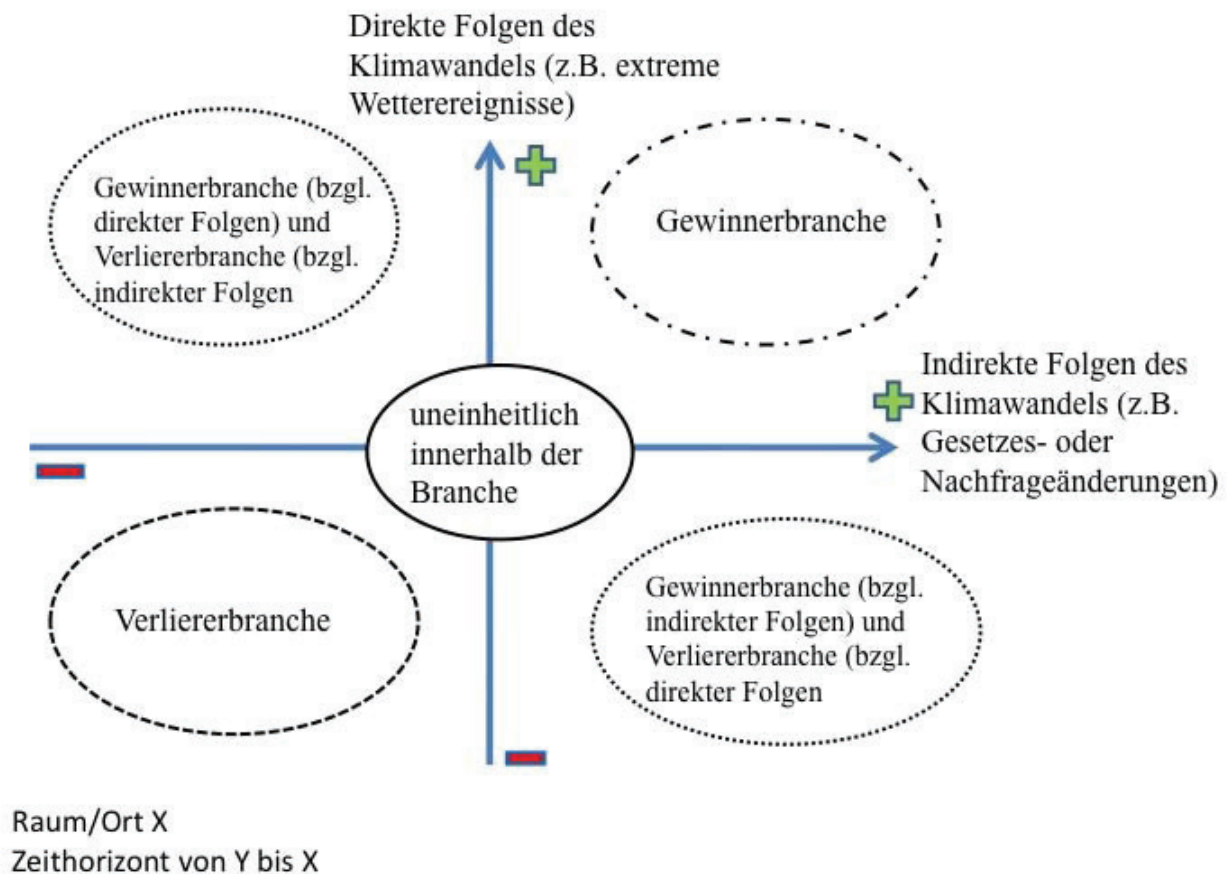 Direkte Folgen des
Klimawandels (z.B. extreme
Wetterereignisse)
Gewinnerbranche (bzgl.
direkter Folgen) und
Verliererbranche (bzgl.
indirekter Folgen
Gewinnerbranche
uneinheitlich
innerhalb der
Branche
Indirekte Folgen des
Klimawandels (z.B.
Gesetzes- oder
Nachfrageänderungen)
Verliererbranche
Gewinnerbranche (bzgl.
indirekter Folgen) und
Verliererbranche (bzgl.
direkter Folgen
Raum/Ort X
Zeithorizont von Y bis X